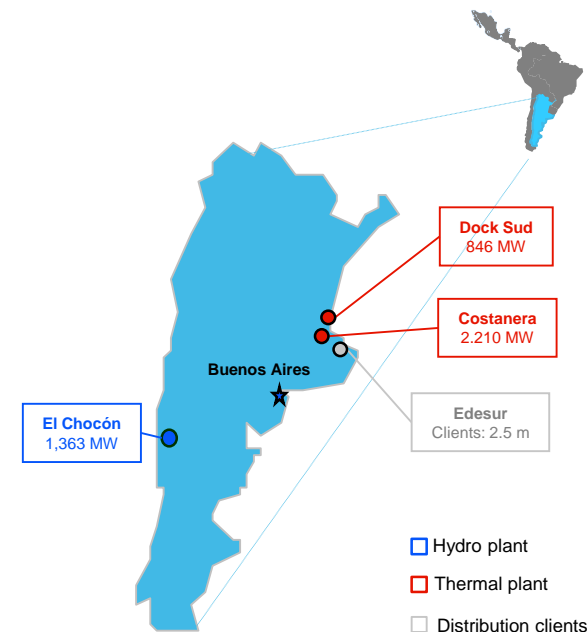 Dock Sud
846 MW
Costanera
2.210 MW
Buenos Aires
Edesur
Clients: 2.5 m
El Chocón
1,363 MW
Hydro plant
Thermal plant
Distribution clients